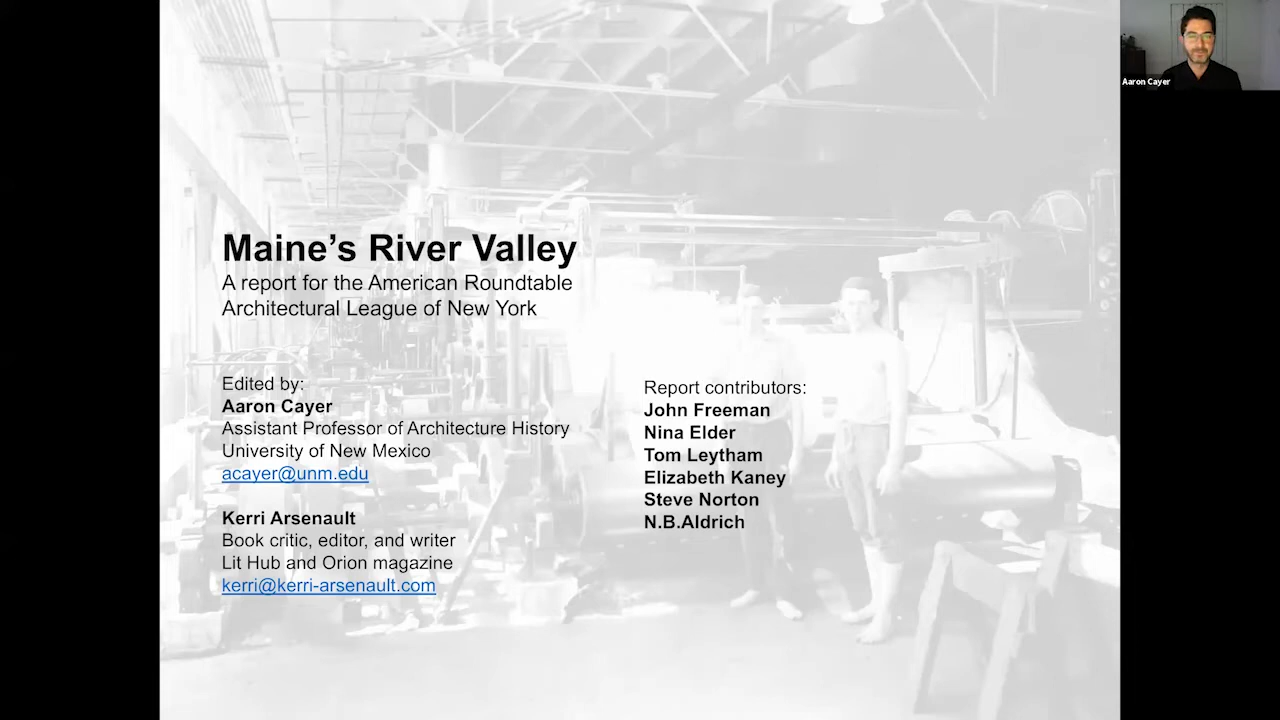 Maine's River Valley
A report for the American Roundtable
Architectural League of New York
Edited by:
Aaron Cayer
Assistant Professor of Architecture History
University of New Mexico
acayer@unm.edu
Kerri Arsenault
Book critic, editor, and writer
Lit Hub and Orion magazine
kerri@kerri-arsenault.com
Report contributors:
John Freeman
Nina Elder
Tom Leytham
Elizabeth Kaney
Steve Norton
N.B.Aldrich
Aaron Cayer